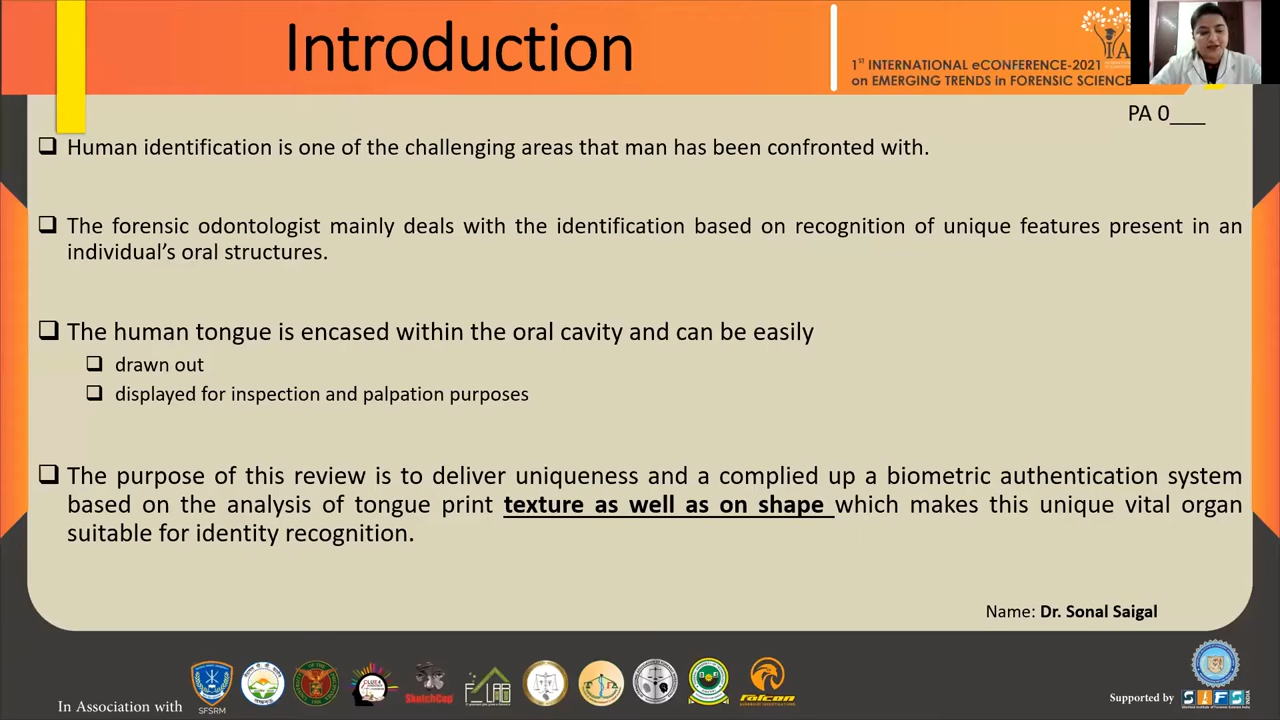 Introduction
1ST INTERNATIONAL eCONFERENCE-2021
on EMERGING TRENDS in FORENSIC SCIENCE
PA 0___
Human identification is one of the challenging areas that man has been confronted with.
The forensic odontologist mainly deals with the identification based on recognition of unique features present in an
individual's oral structures.
The human tongue is encased within the oral cavity and can be easily
drawn out
displayed for inspection and palpation purposes
The purpose of this review is to deliver uniqueness and a complied up a biometric authentication system
based on the analysis of tongue print texture as well as on shape which makes this unique vital organ
suitable for identity recognition.
Name: Dr. Sonal Saigal
In Association with
SFSRM
SketchCop
F LAB
Falcon
Supported by
SIFS
INDIA